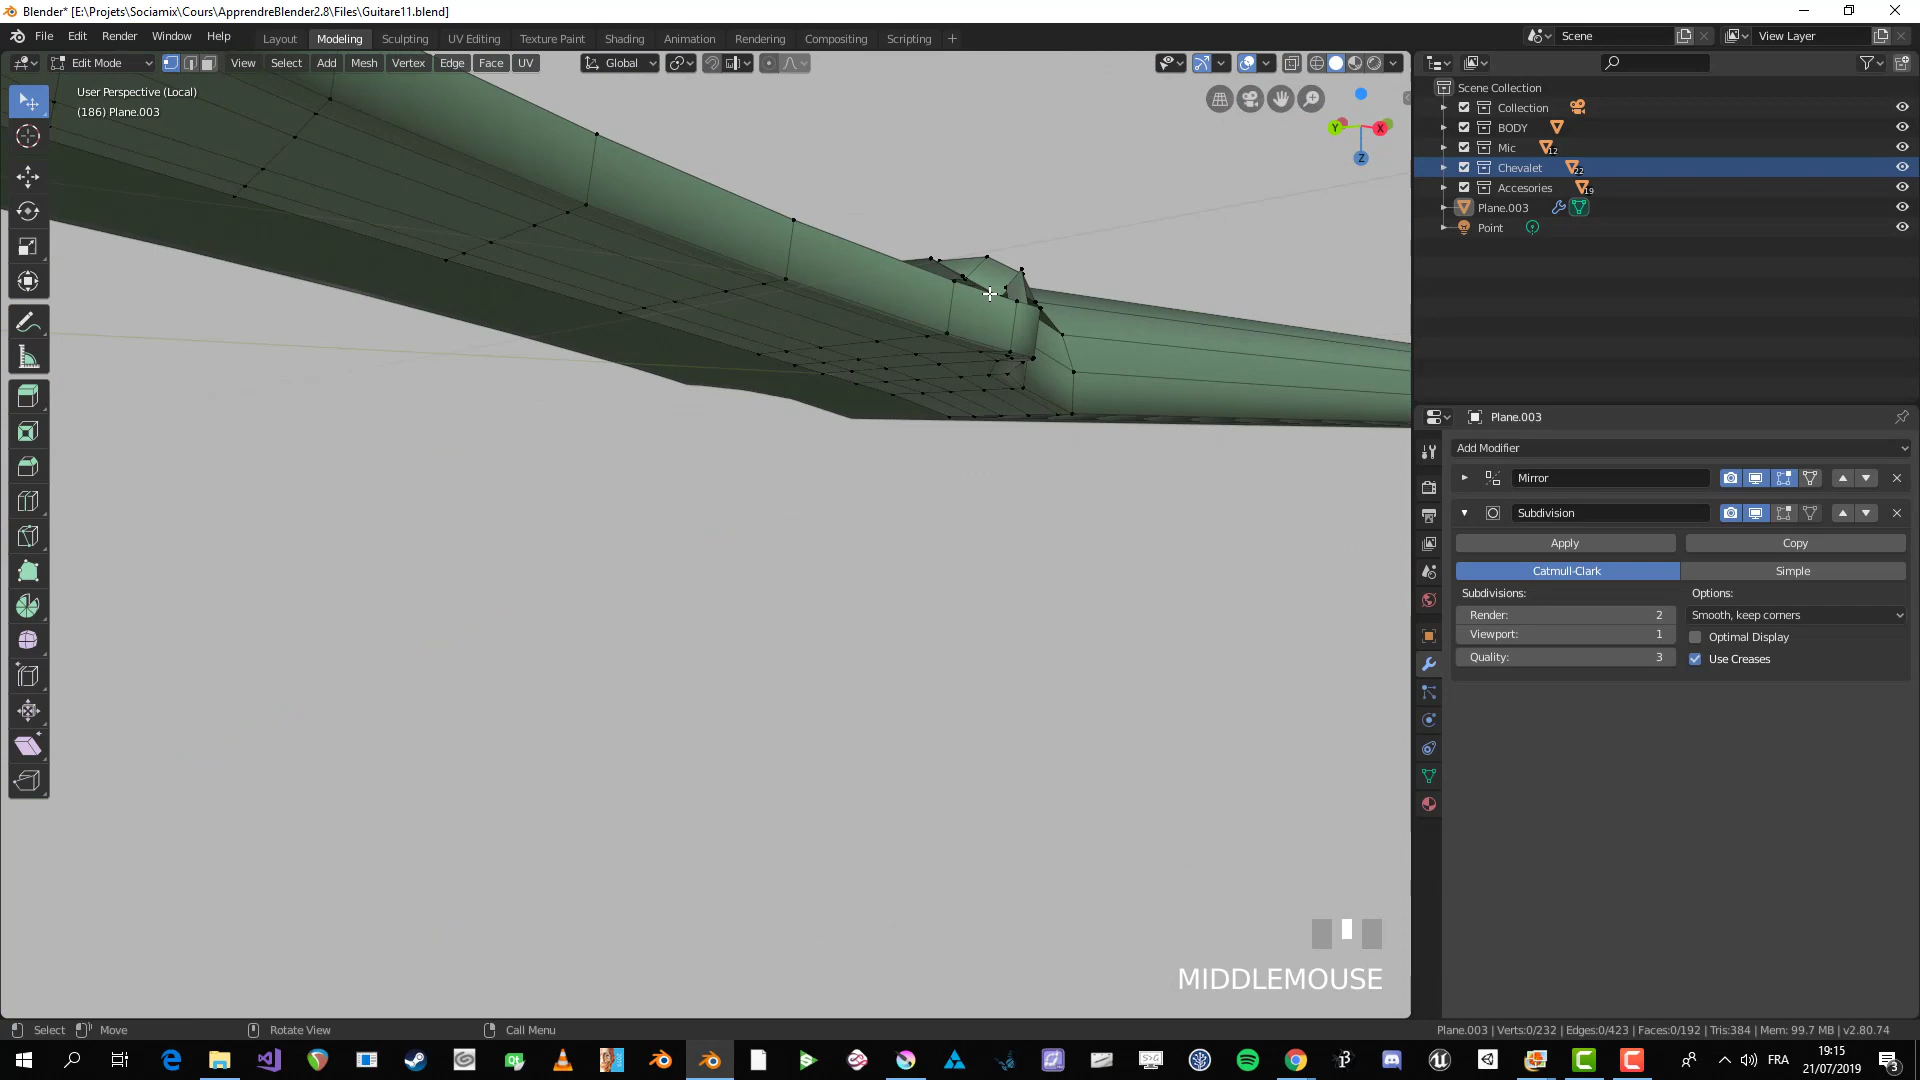 Blender* [E:\Projets\Sociamix\Cours\ApprendreBlender2.8\Files\Guitare11.blend]
File Edit Render Window Help
Layout Modeling Sculpting UV Editing Texture Paint Shading Animation Rendering Compositing Scripting
Scene
View Layer
Edit Mode
View Select Add Mesh Vertex Edge Face UV
Global
User Perspective (Local)
(186) Plane.003
Y X
Z
Scene Collection
Collection
BODY
Mic 12
Chevalet 22
Accesories 19
Plane.003
Point
Plane.003
Add Modifier
Mirror
Subdivision
Apply Copy
Catmull-Clark Simple
Subdivisions: Options:
Render: 2 Smooth, keep corners
Viewport: 1 Optimal Display
Quality: 3 Use Creases
MIDDLEMOUSE
Select Move Rotate View Call Menu
Plane.003 | Verts:0/232 | Edges:0/423 | Faces:0/192 | Tris:384 | Mem: 99.7 MB | v2.80.74
FRA
19:15
21/07/2019
3